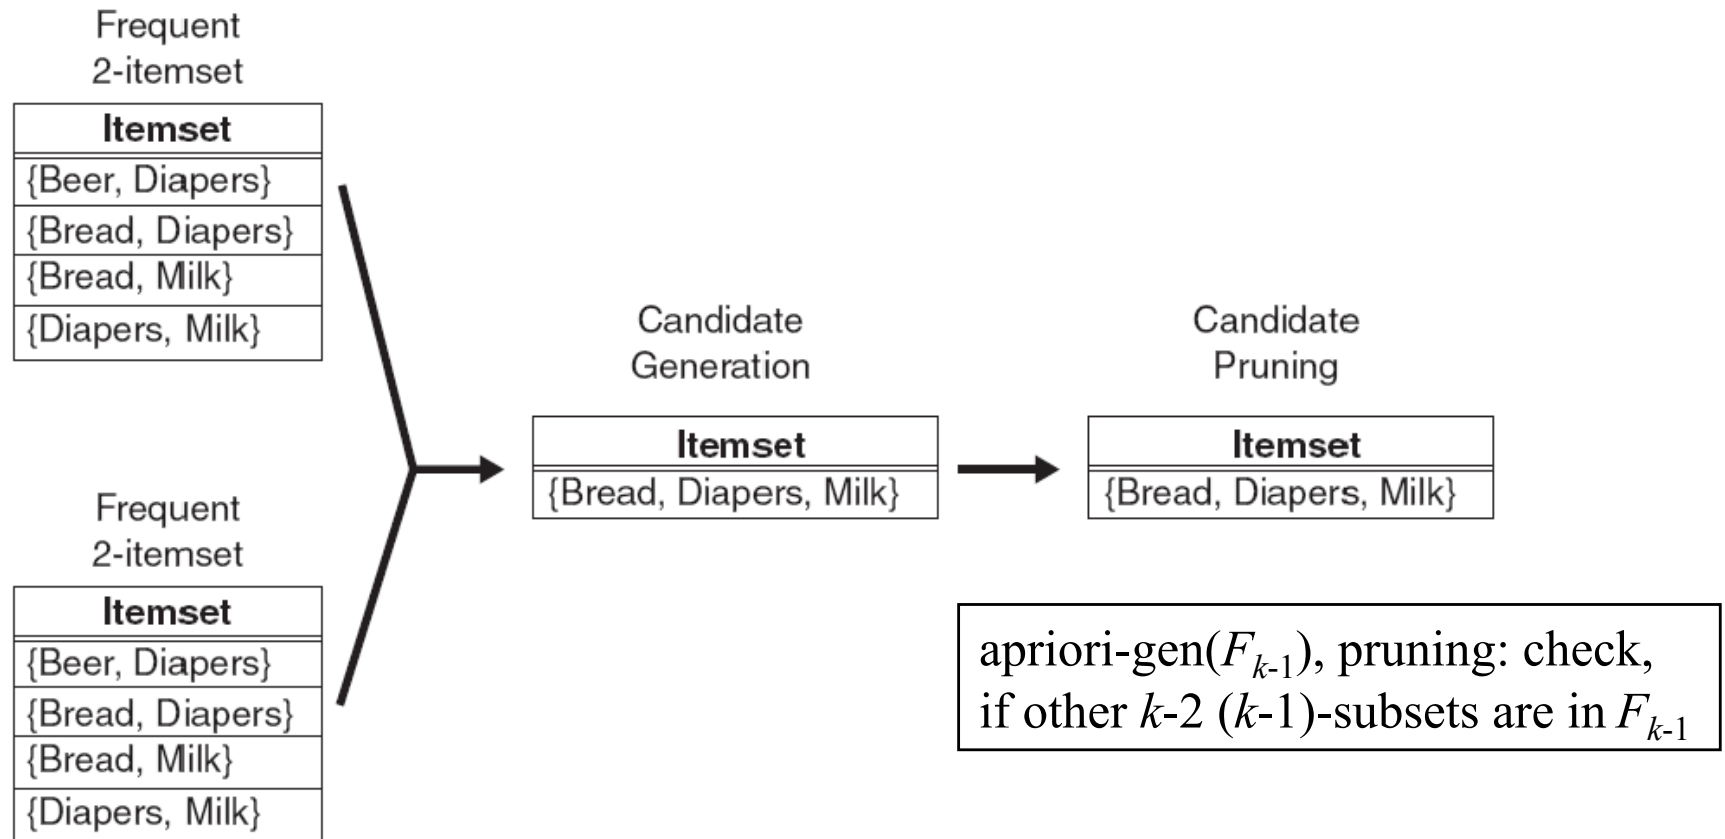 Frequent
2-itemset
Itemset
{Beer, Diapers}
{Bread, Diapers}
{Bread, Milk}
{Diapers, Milk}
Frequent
2-itemset
Itemset
{Beer, Diapers}
{Bread, Diapers}
{Bread, Milk}
{Diapers, Milk}
Candidate
Generation
Itemset
{Bread, Diapers, Milk}
Candidate
Pruning
Itemset
{Bread, Diapers, Milk}
apriori-gen(F_{k-1}), pruning: check,
if other k-2 (k-1)-subsets are in F_{k-1}